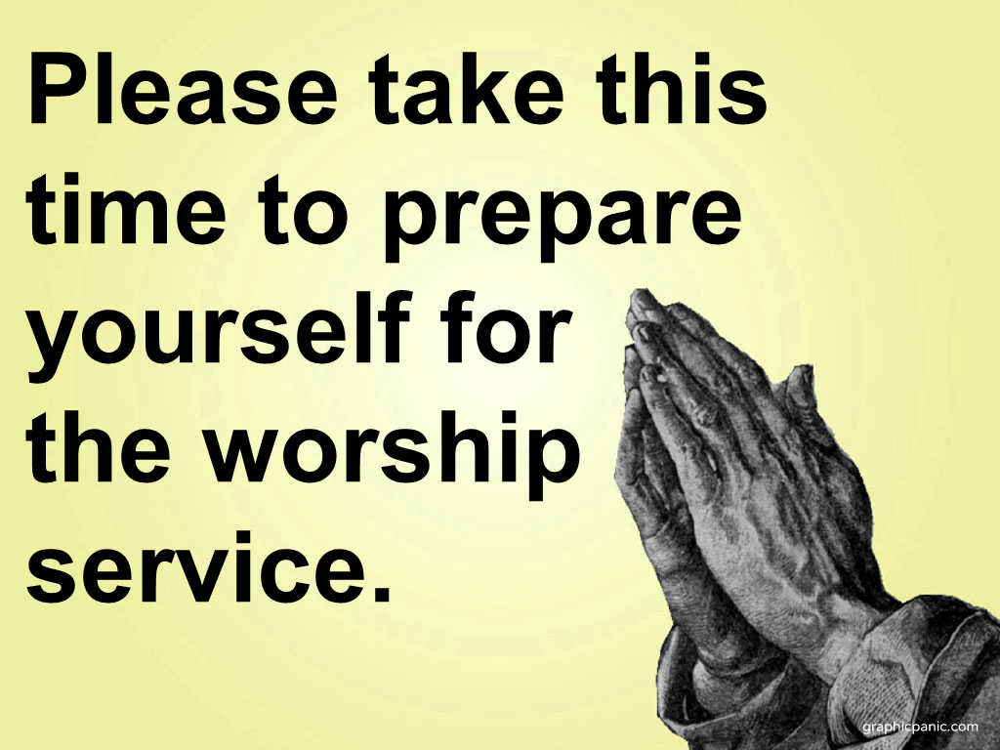 Please take this
time to prepare
yourself for
the worship
service.
graphicpanic.com